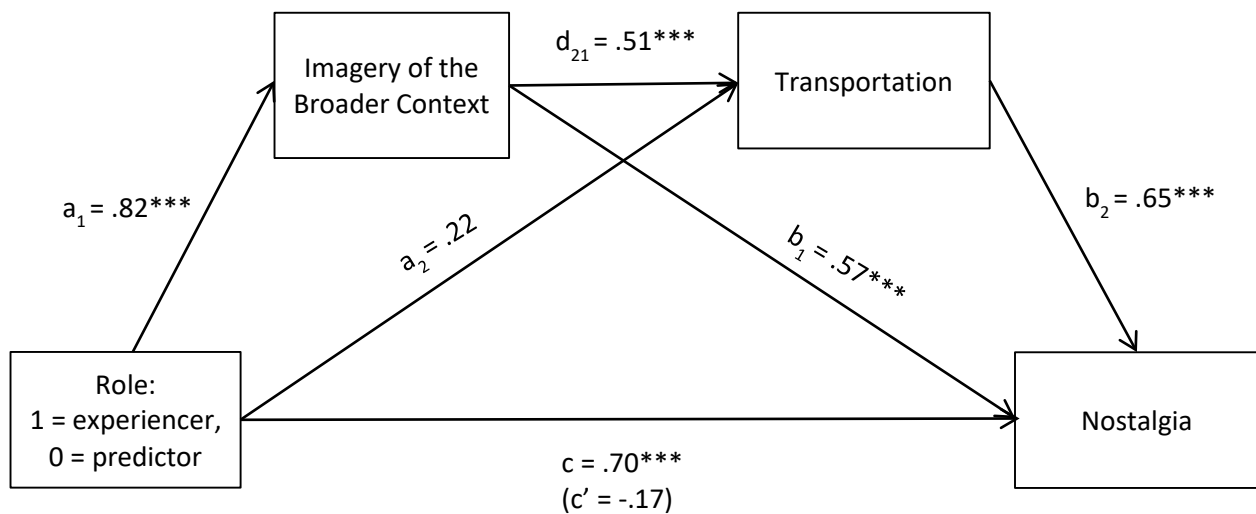 d21 = .51***
Imagery of the
Broader Context
Transportation
a1 = .82***
a2 = .22
b1 = .57***
b2 = .65***
Role:
1 = experiencer,
0 = predictor
Nostalgia
c = .70***
(c’ = -.17)